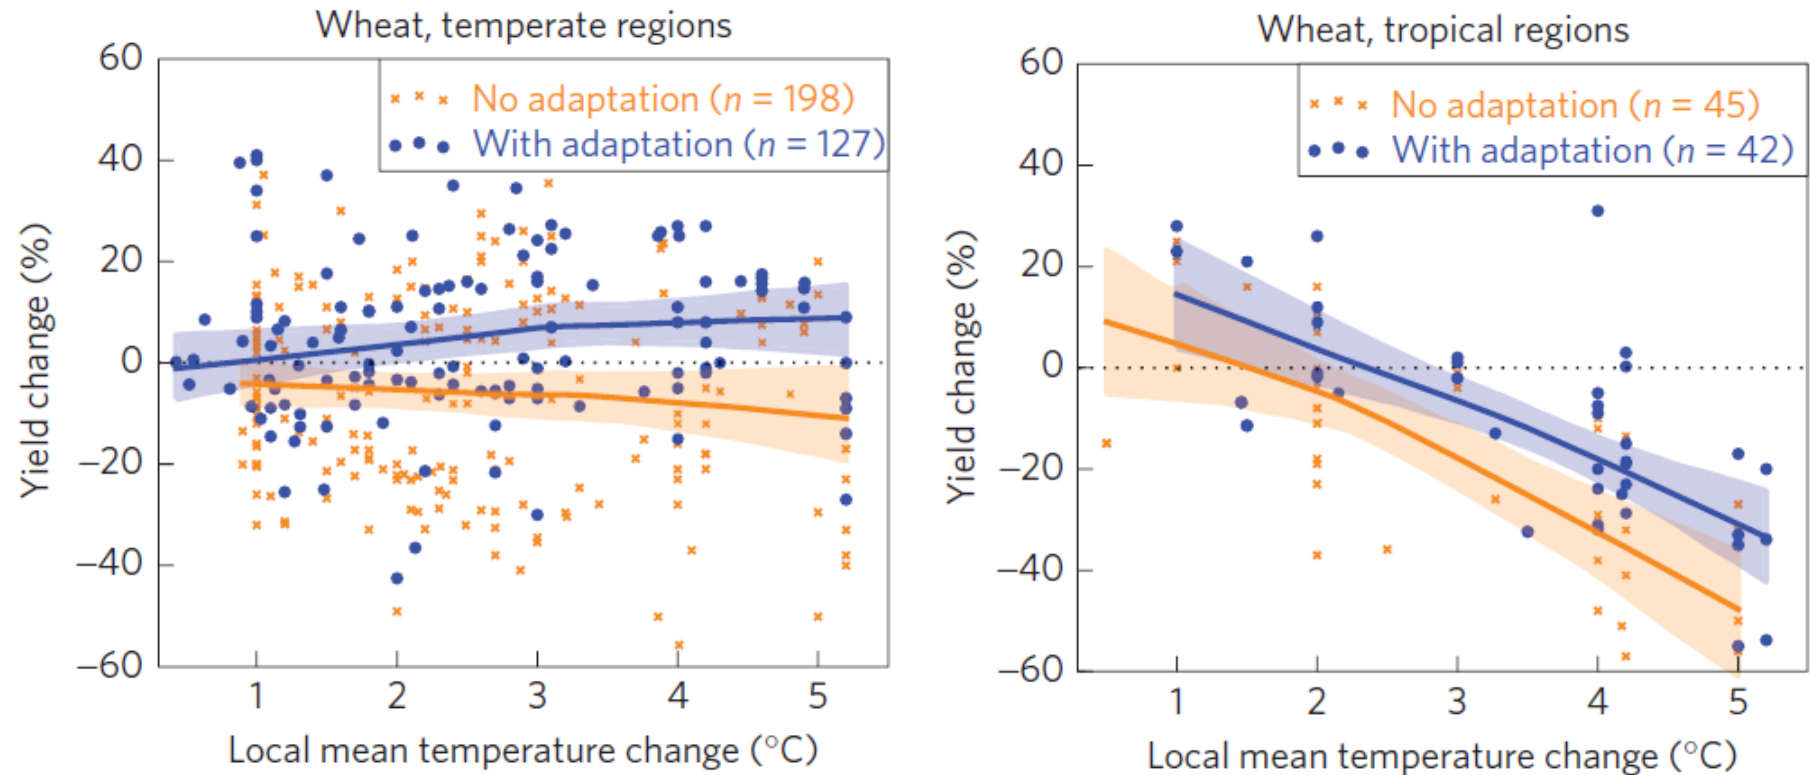 Wheat, temperate regions
60
40
20
0
–20
–40
–60
Yield change (%)
No adaptation (n = 198)
With adaptation (n = 127)
1 2 3 4 5
Local mean temperature change (°C)
Wheat, tropical regions
60
40
20
0
–20
–40
–60
Yield change (%)
No adaptation (n = 45)
With adaptation (n = 42)
1 2 3 4 5
Local mean temperature change (°C)